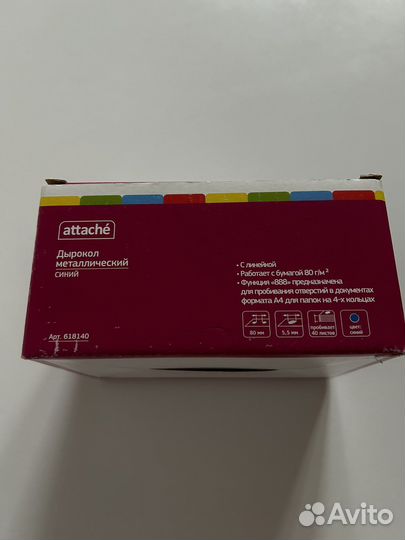 attaché
Дырокол
металлический
синий
• С линейкой
• Работает с бумагой 80 г/м²
• Функция «888» предназначена
для пробивания отверстий в документах
формата А4 для папок на 4-х кольцах
80 мм
5,5 мм
пробивает
40 листов
цвет:
синий
Арт. 618140
Avito